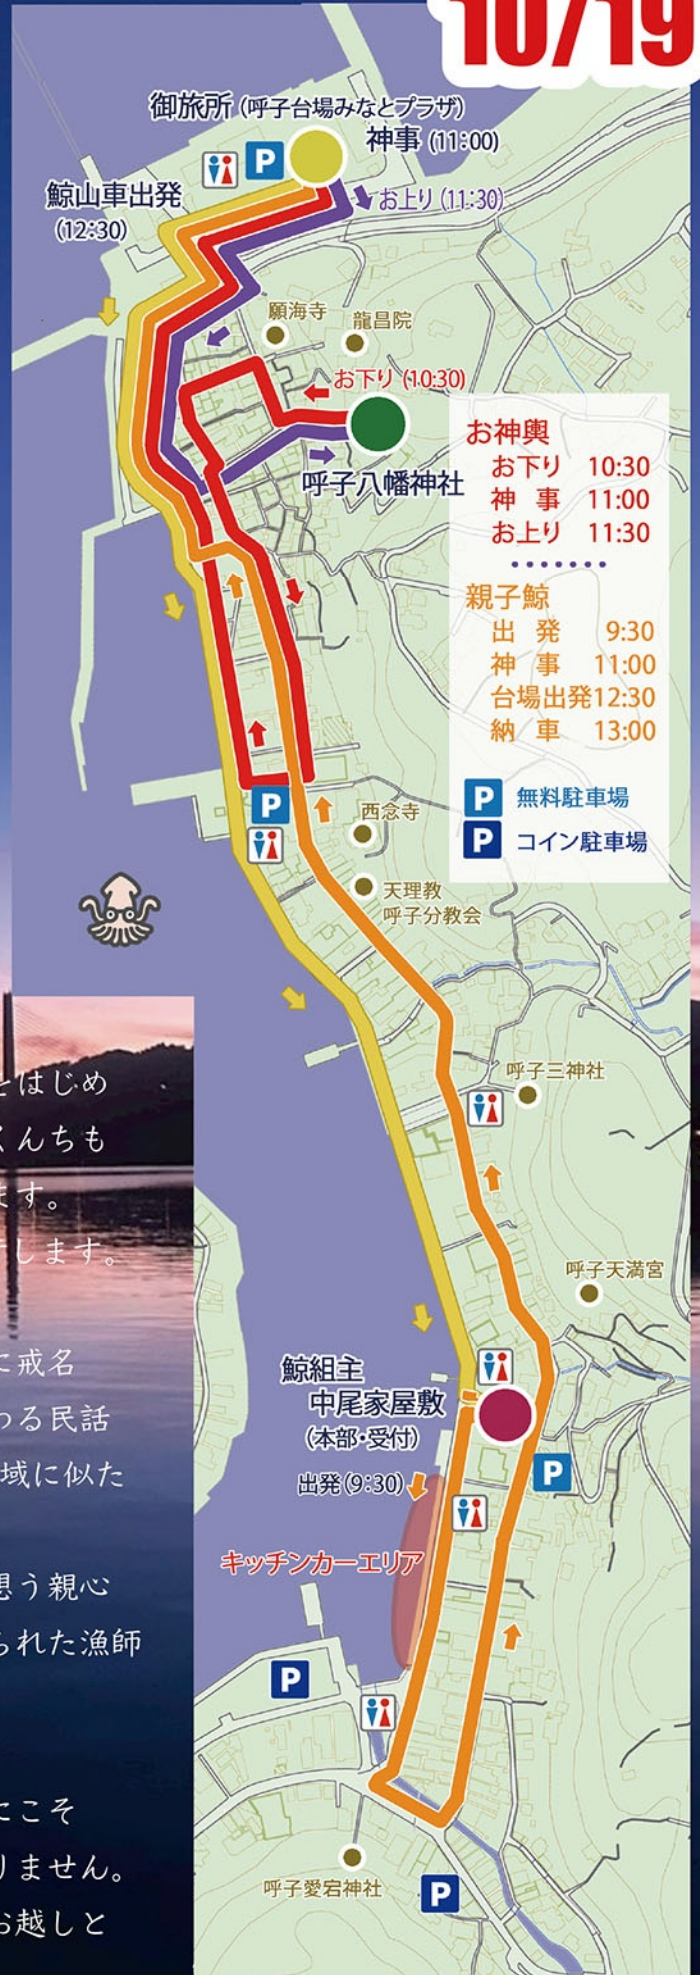 10/19
御旅所 (呼子台場みなとプラザ)
神事 (11:00)
P
鯨山車出発
(12:30)
お上り (11:30)
願海寺
龍昌院
お下り (10:30)
呼子八幡神社
お神輿
お下り 10:30
神 事 11:00
お上り 11:30
親子鯨
出 発 9:30
神 事 11:00
台場出発12:30
納 車 13:00
P 無料駐車場
P コイン駐車場
P
西念寺
天理教
呼子分教会
呼子三神社
呼子天満宮
鯨組主
中尾家屋敷
(本部・受付)
出発 (9:30)
P
キッチンカーエリア
P
呼子愛宕神社
P
とはじめ
くんちも
ます。
します。
に戒名
つる民話
域に似た
想う親心
られた漁師
にこそ
りません。
お越しと